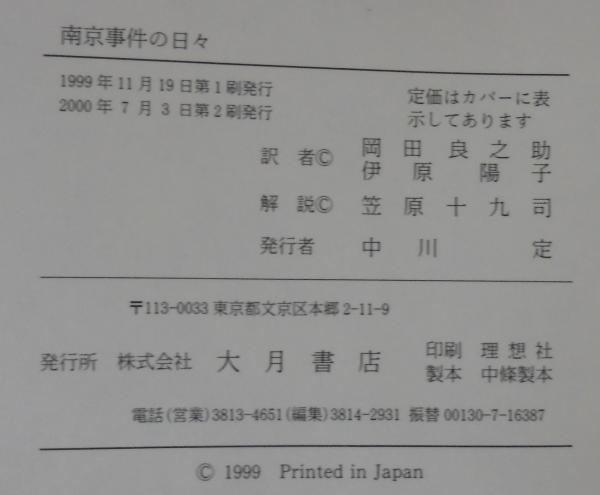 南京事件の日々
1999年11月19日第1刷発行
2000年 7月 3日第2刷発行
定価はカバーに表
示してあります
訳 者© 岡田良之助
伊原 陽子
解 説© 笠原十九司
発行者 中川 定
〒113-0033 東京都文京区本郷2-11-9
発行所 株式会社 大月書店
印刷 理想社
製本 中條製本
電話(営業)3813-4651(編集)3814-2931 振替00130-7-16387
© 1999 Printed in Japan